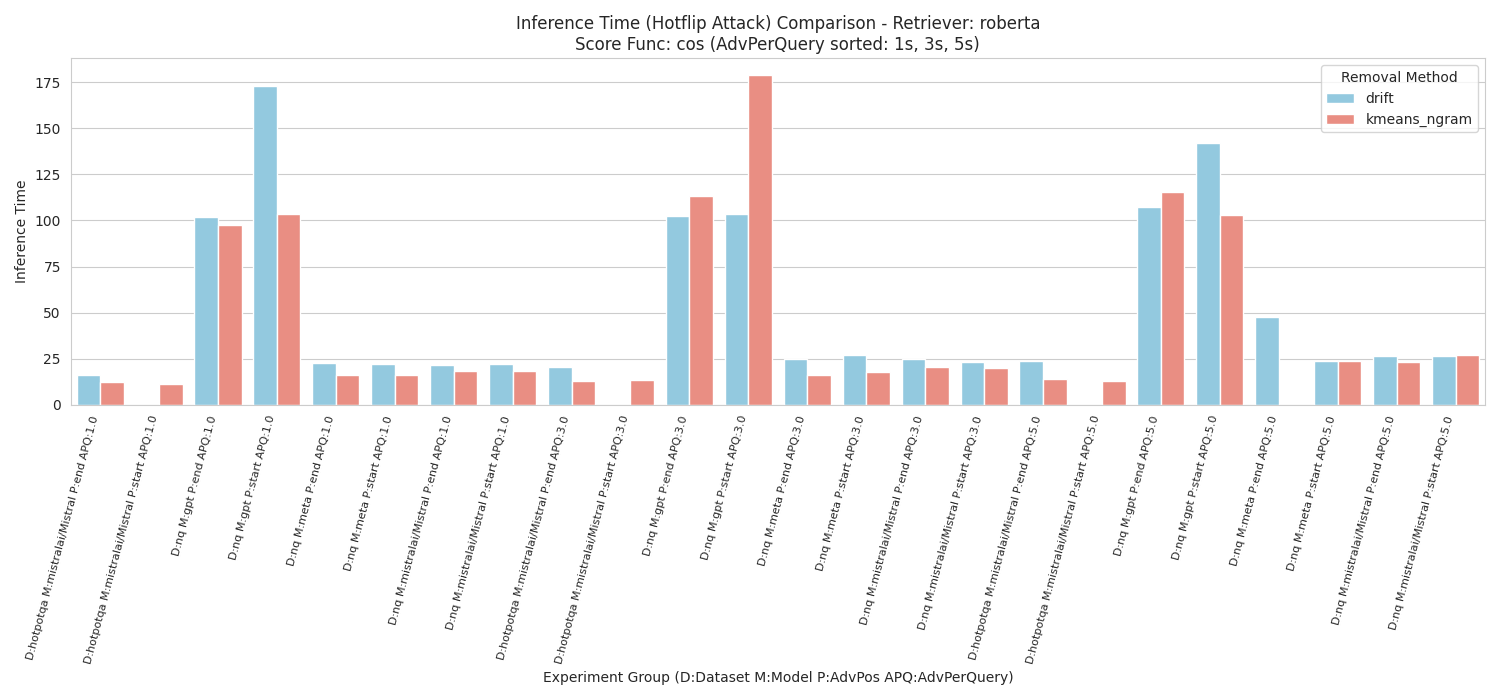 Inference Time (Hotflip Attack) Comparison - Retriever: roberta
Score Func: cos (AdvPerQuery sorted: 1s, 3s, 5s)
Removal Method
drift
kmeans_ngram
Inference Time
175
150
125
100
75
50
25
0
D:hotpotqa M:mistralai/Mistral P:end APQ:1.0
D:hotpotqa M:mistralai/Mistral P:start APQ:1.0
D:nq M:gpt P:end APQ:1.0
D:nq M:gpt P:start APQ:1.0
D:nq M:meta P:end APQ:1.0
D:nq M:meta P:start APQ:1.0
D:nq M:mistralai/Mistral P:end APQ:1.0
D:nq M:mistralai/Mistral P:start APQ:1.0
D:hotpotqa M:mistralai/Mistral P:end APQ:3.0
D:hotpotqa M:mistralai/Mistral P:start APQ:3.0
D:nq M:gpt P:end APQ:3.0
D:nq M:gpt P:start APQ:3.0
D:nq M:meta P:end APQ:3.0
D:nq M:meta P:start APQ:3.0
D:nq M:mistralai/Mistral P:end APQ:3.0
D:nq M:mistralai/Mistral P:start APQ:3.0
D:hotpotqa M:mistralai/Mistral P:end APQ:5.0
D:hotpotqa M:mistralai/Mistral P:start APQ:5.0
D:nq M:gpt P:end APQ:5.0
D:nq M:gpt P:start APQ:5.0
D:nq M:meta P:end APQ:5.0
D:nq M:meta P:start APQ:5.0
D:nq M:mistralai/Mistral P:end APQ:5.0
D:nq M:mistralai/Mistral P:start APQ:5.0
Experiment Group (D:Dataset M:Model P:AdvPos APQ:AdvPerQuery)